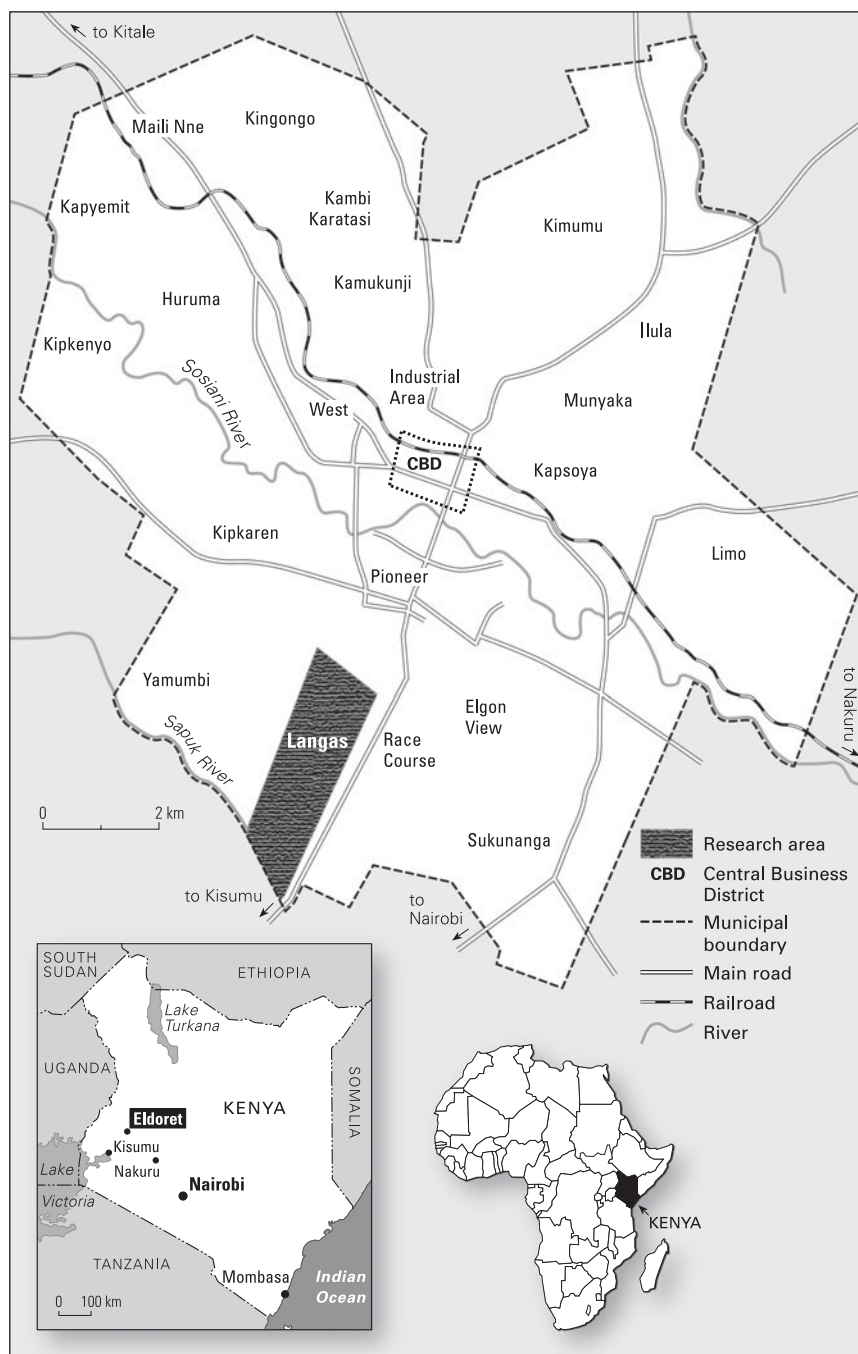 to Kitale
Maili Nne
Kingongo
Kapyemit
Kambi
Karatasi
Kimumu
Huruma
Kamukunji
Ilula
Kipkenyo
Sosiani River
Industrial
Area
West
Munyaka
CBD
Kapsoya
Kipkaren
Limo
Pioneer
Yamumbi
to Nakuru
Elgon
View
Langas
Race
Course
Sapuk River
0 2 km
Sukunanga
to Kisumu
to
Nairobi
Research area
CBD Central Business
District
Municipal
boundary
Main road
Railroad
River
SOUTH
SUDAN
ETHIOPIA
Lake
Turkana
UGANDA
KENYA
SOMALIA
Eldoret
Kisumu
Nakuru
Lake
Victoria
Nairobi
TANZANIA
Mombasa
Indian
Ocean
0 100 km
KENYA